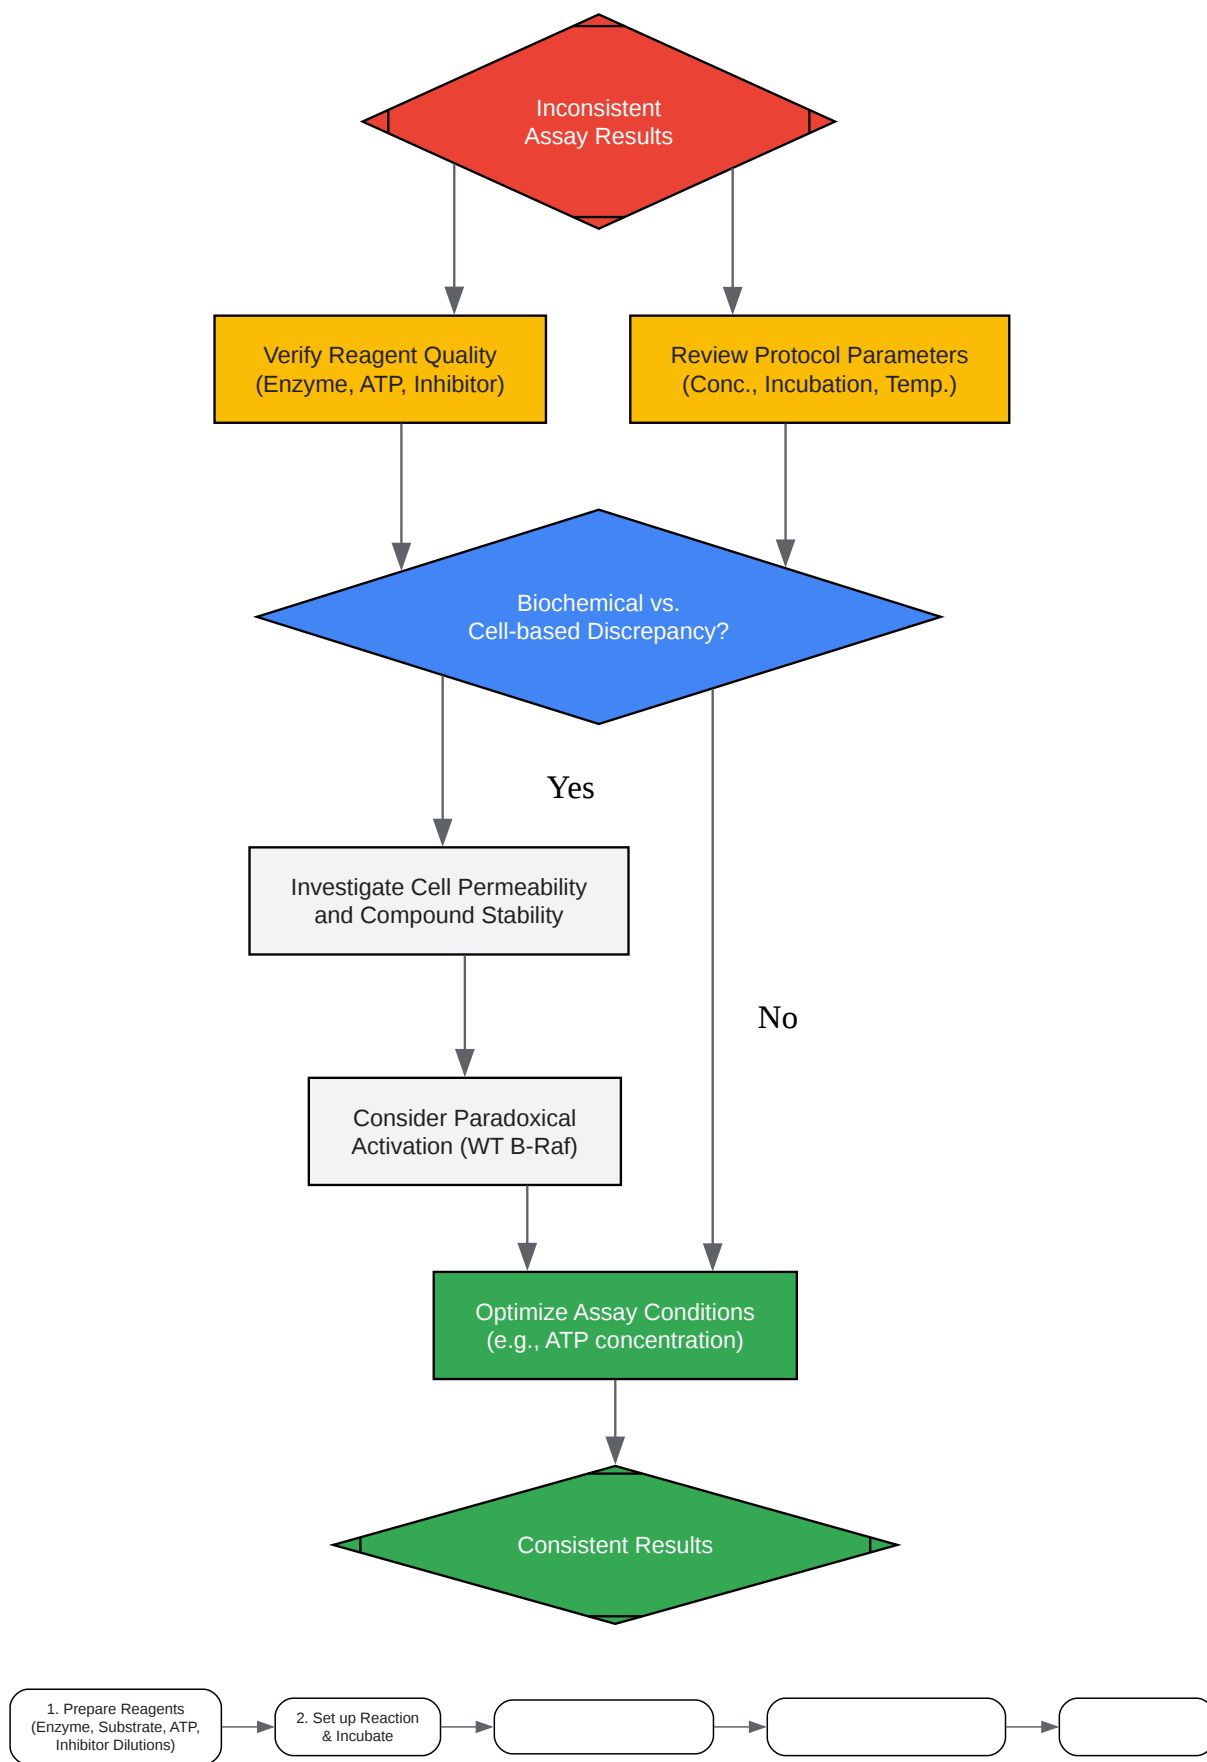 Inconsistent
Assay Results
Verify Reagent Quality
(Enzyme, ATP, Inhibitor)
Review Protocol Parameters
(Conc., Incubation, Temp.)
Biochemical vs.
Cell-based Discrepancy?
Yes
Investigate Cell Permeability
and Compound Stability
No
Consider Paradoxical
Activation (WT B-Raf)
Optimize Assay Conditions
(e.g., ATP concentration)
Consistent Results
1. Prepare Reagents
(Enzyme, Substrate, ATP,
Inhibitor Dilutions)
2. Set up Reaction
& Incubate